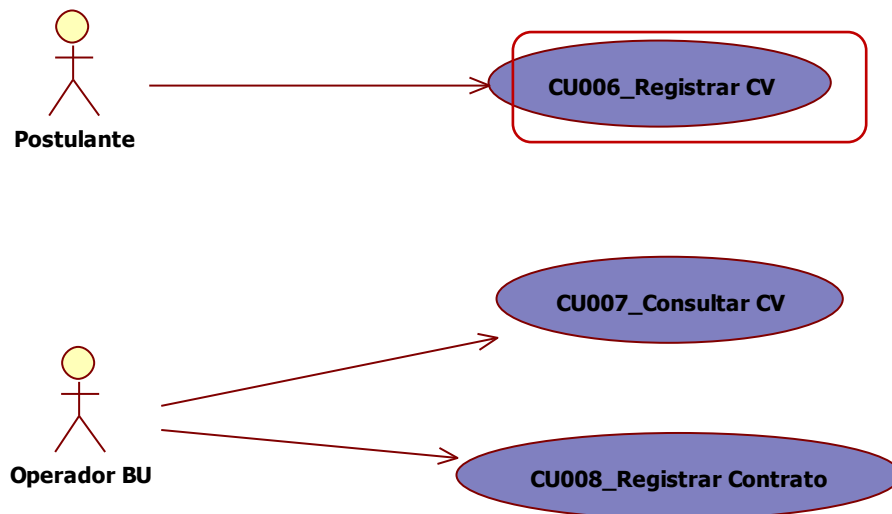 CU006_Registrar CV
Postulante
CU007_Consultar CV
Operador BU
CU008_Registrar Contrato